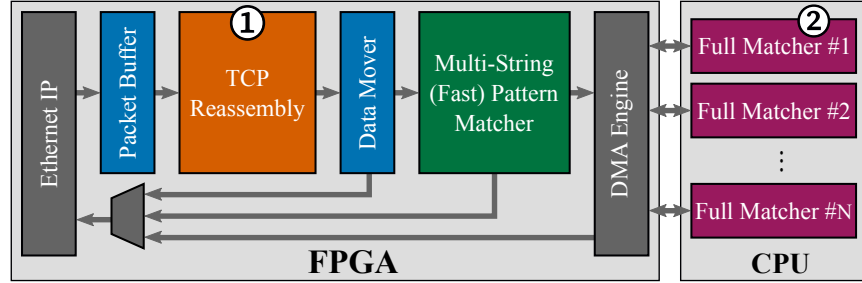 Ethernet IP
Packet Buffer
1
TCP
Reassembly
Data Mover
Multi-String
(Fast) Pattern
Matcher
DMA Engine
FPGA
2
Full Matcher #1
Full Matcher #2
⋮
Full Matcher #N
CPU